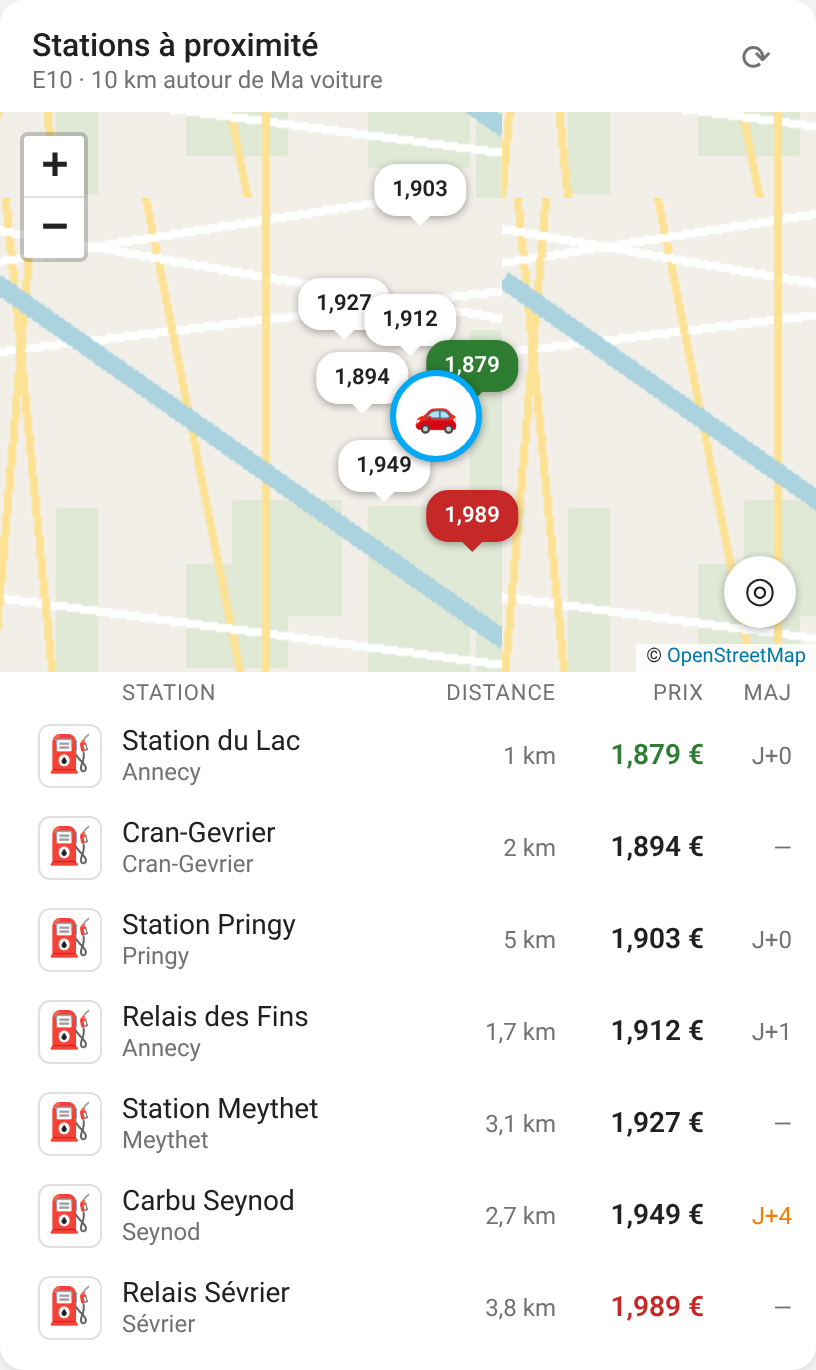 Stations à proximité
E10 · 10 km autour de Ma voiture
+
−
1,903
1,927
1,912
1,879
1,894
1,949
1,989
© OpenStreetMap
STATION DISTANCE PRIX MAJ
Station du Lac
Annecy
1 km 1,879 € J+0
Cran-Gevrier
Cran-Gevrier
2 km 1,894 € –
Station Pringy
Pringy
5 km 1,903 € J+0
Relais des Fins
Annecy
1,7 km 1,912 € J+1
Station Meythet
Meythet
3,1 km 1,927 € –
Carbu Seynod
Seynod
2,7 km 1,949 € J+4
Relais Sévrier
Sévrier
3,8 km 1,989 € –